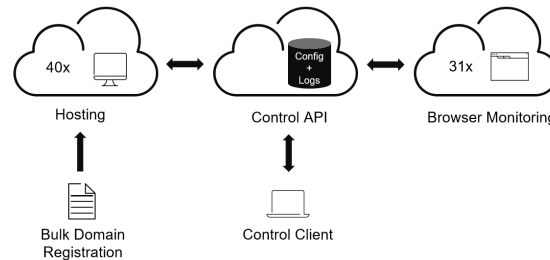 40x
Config
+
Logs
31x
Hosting
Control API
Browser Monitoring
Bulk Domain
Registration
Control Client